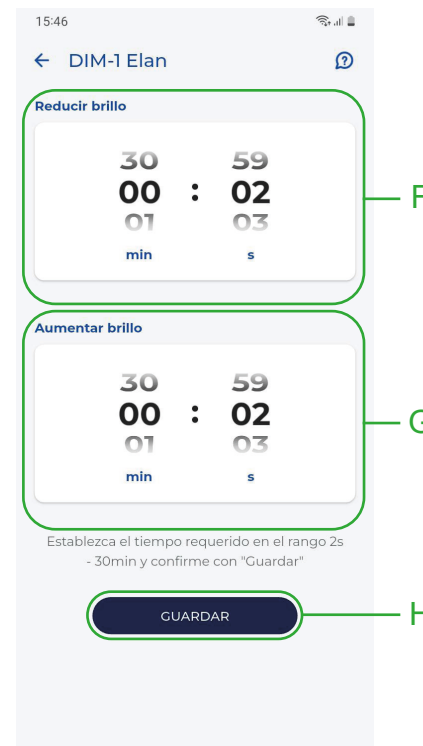 15:46
DIM-1 Elan
Reducir brillo
30 59
00 : 02
01 03
min s
F
Aumentar brillo
30 59
00 : 02
01 03
min s
G
Establezca el tiempo requerido en el rango 2s
- 30min y confirme con "Guardar"
GUARDAR
H